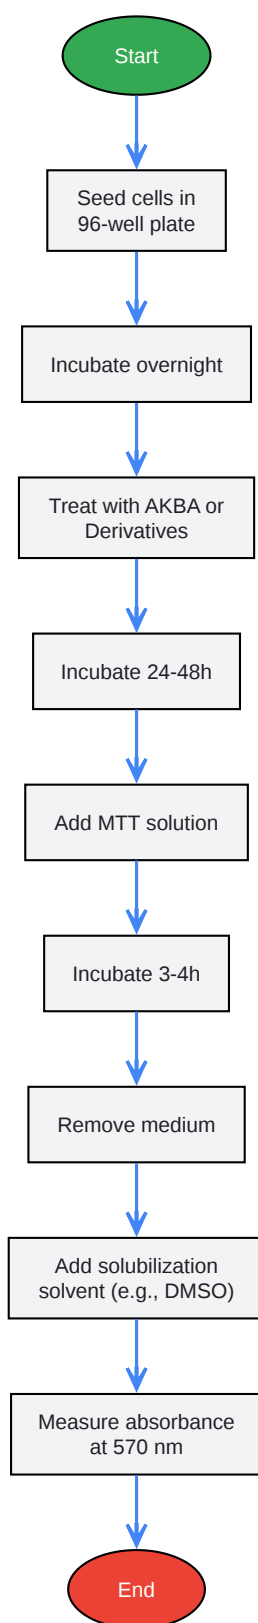 Start
Seed cells in
96-well plate
Incubate overnight
Treat with AKBA or
Derivatives
Incubate 24-48h
Add MTT solution
Incubate 3-4h
Remove medium
Add solubilization
solvent (e.g., DMSO)
Measure absorbance
at 570 nm
End